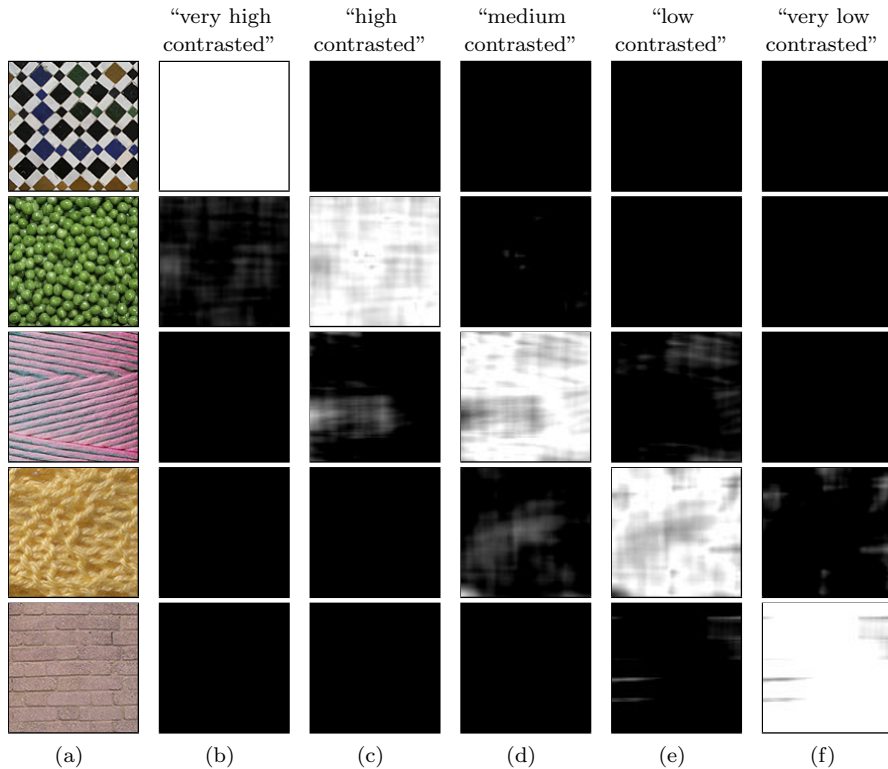 “very high
contrasted”
“high
contrasted”
“medium
contrasted”
“low
contrasted”
“very low
contrasted”
(a)
(b)
(c)
(d)
(e)
(f)